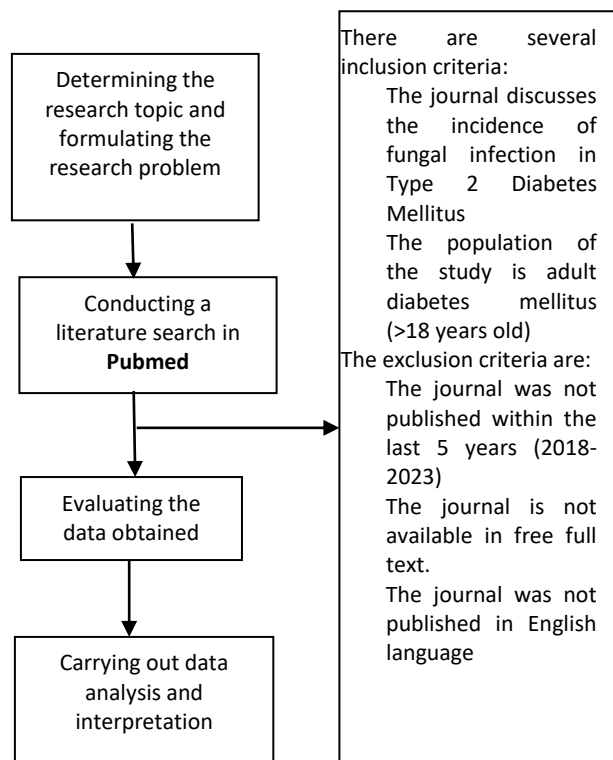 Determining the
research topic and
formulating the
research problem
Conducting a
literature search in
Pubmed
Evaluating the
data obtained
Carrying out data
analysis and
interpretation
There are several
inclusion criteria:
The journal discusses
the incidence of
fungal infection in
Type 2 Diabetes
Mellitus
The population of
the study is adult
diabetes mellitus
(>18 years old)
The exclusion criteria are:
The journal was not
published within the
last 5 years (2018-
2023)
The journal is not
available in free full
text.
The journal was not
published in English
language